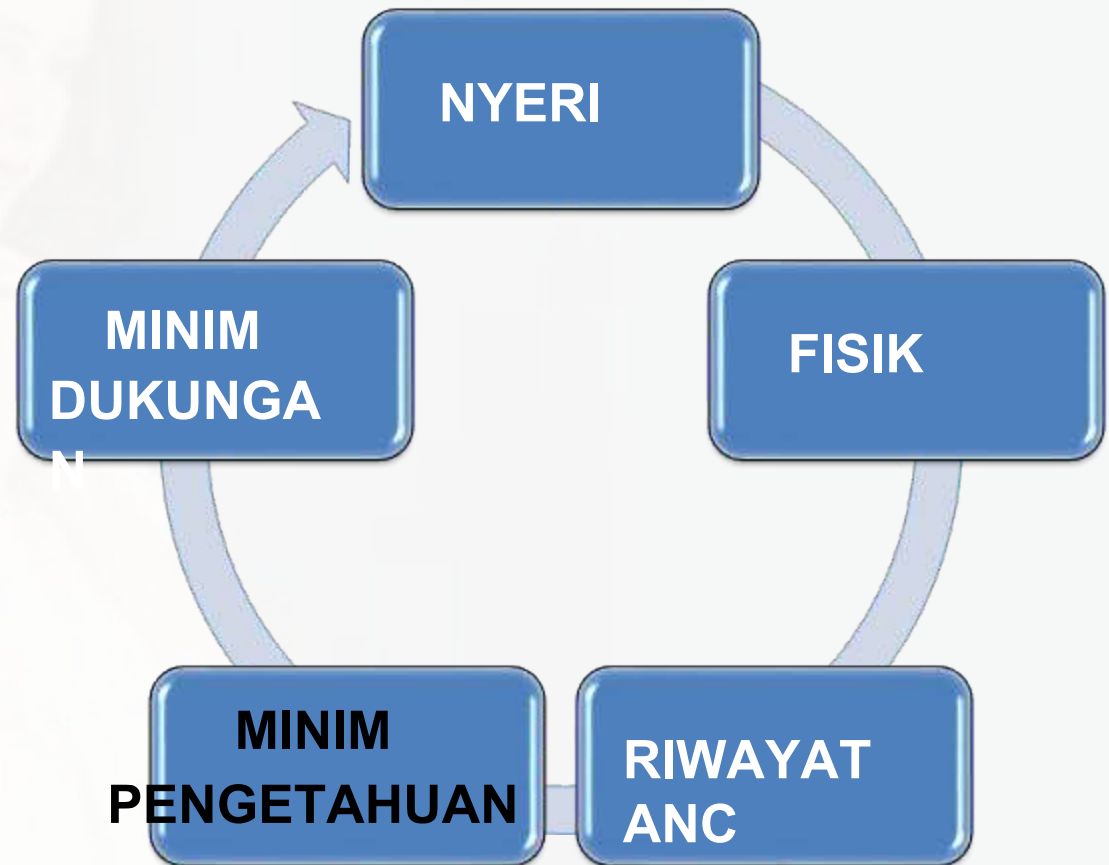 NYERI
FISIK
RIWAYAT
ANC
MINIM
PENGETAHUAN
MINIM
DUKUNGA
N